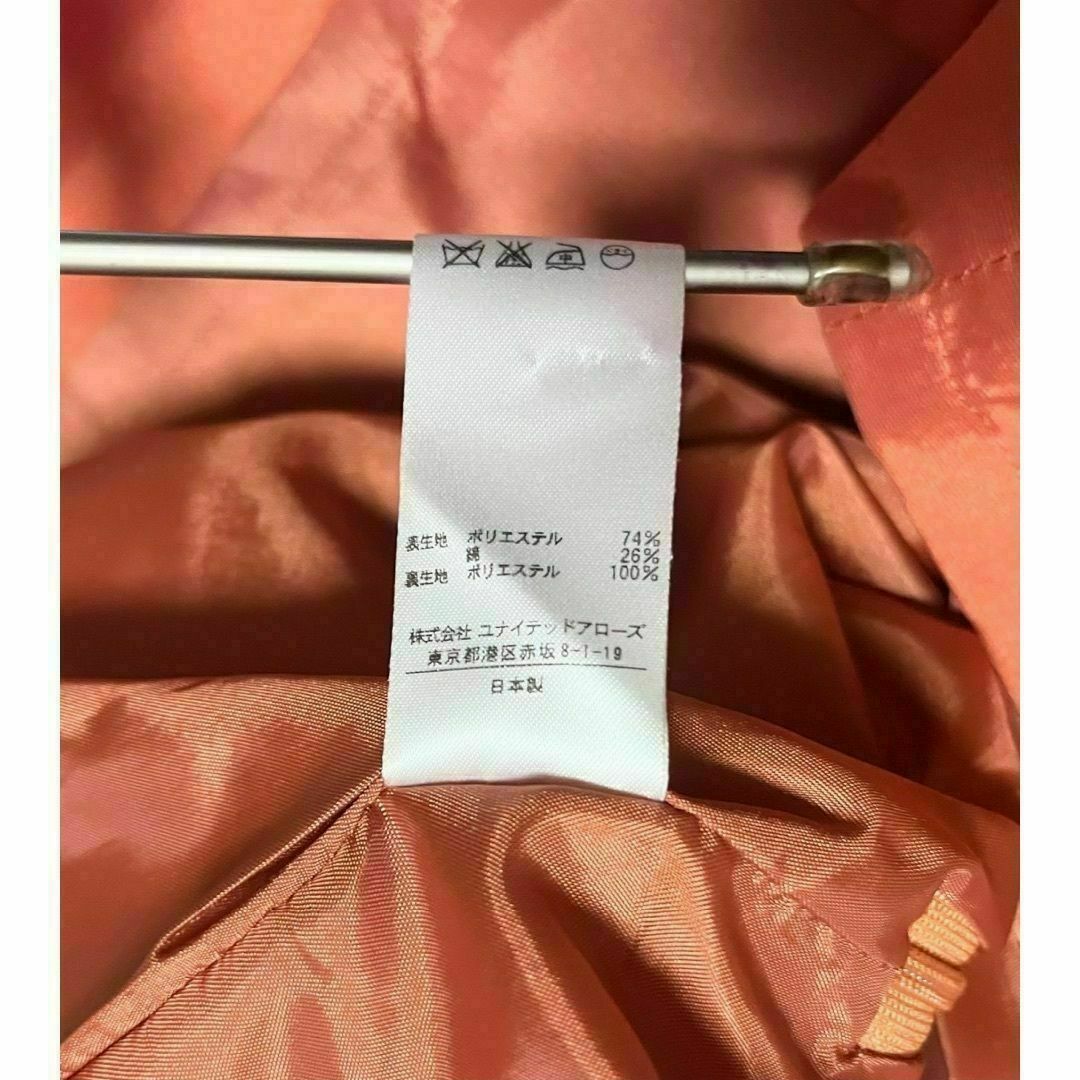 中
表生地 ポリエステル 74%
綿 26%
裏生地 ポリエステル 100%
株式会社 ユナイテッドアローズ
東京都港区赤坂 8-1-19
日本製